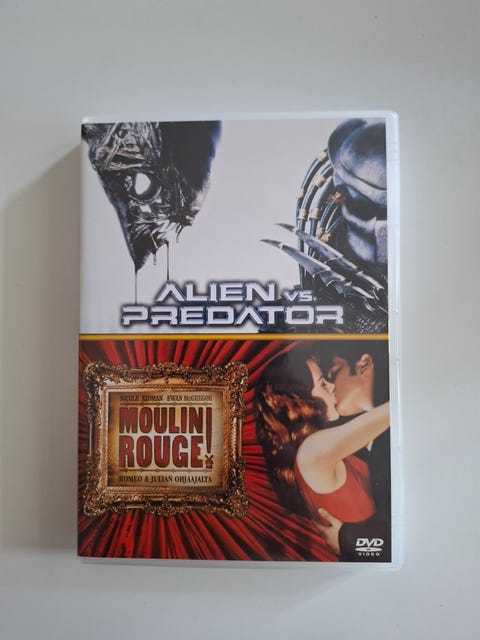 ALIEN VS.
PREDATOR
NICOLE KIDMAN EWAN McGREGOR
MOULIN
ROUGE!
ROMEO & JULIAN OHJAAJALTA
DVD
VIDEO